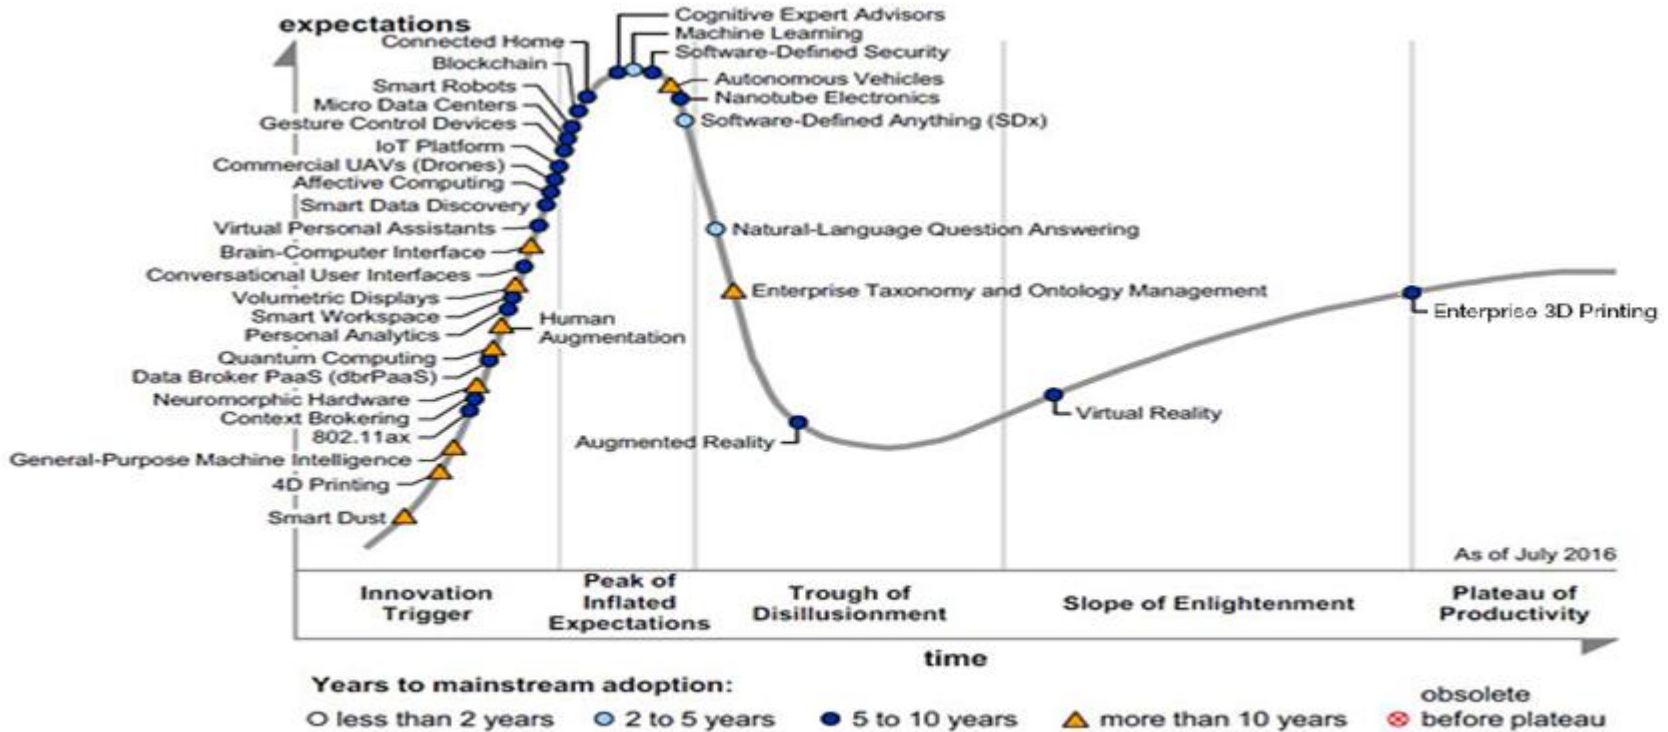 expectations
Connected Home
Blockchain
Smart Robots
Micro Data Centers
Gesture Control Devices
IoT Platform
Commercial UAVs (Drones)
Affective Computing
Smart Data Discovery
Virtual Personal Assistants
Brain-Computer Interface
Conversational User Interfaces
Volumetric Displays
Smart Workspace
Personal Analytics
Quantum Computing
Data Broker PaaS (dbrPaaS)
Neuromorphic Hardware
Context Brokering
802.11ax
General-Purpose Machine Intelligence
4D Printing
Smart Dust
Human
Augmentation
Cognitive Expert Advisors
Machine Learning
Software-Defined Security
Autonomous Vehicles
Nanotube Electronics
Software-Defined Anything (SDx)
Natural-Language Question Answering
Enterprise Taxonomy and Ontology Management
Augmented Reality
Virtual Reality
Enterprise 3D Printing
As of July 2016
Innovation
Trigger
Peak of
Inflated
Expectations
Trough of
Disillusionment
Slope of Enlightenment
Plateau of
Productivity
time
Years to mainstream adoption:
less than 2 years
2 to 5 years
5 to 10 years
more than 10 years
obsolete
before plateau